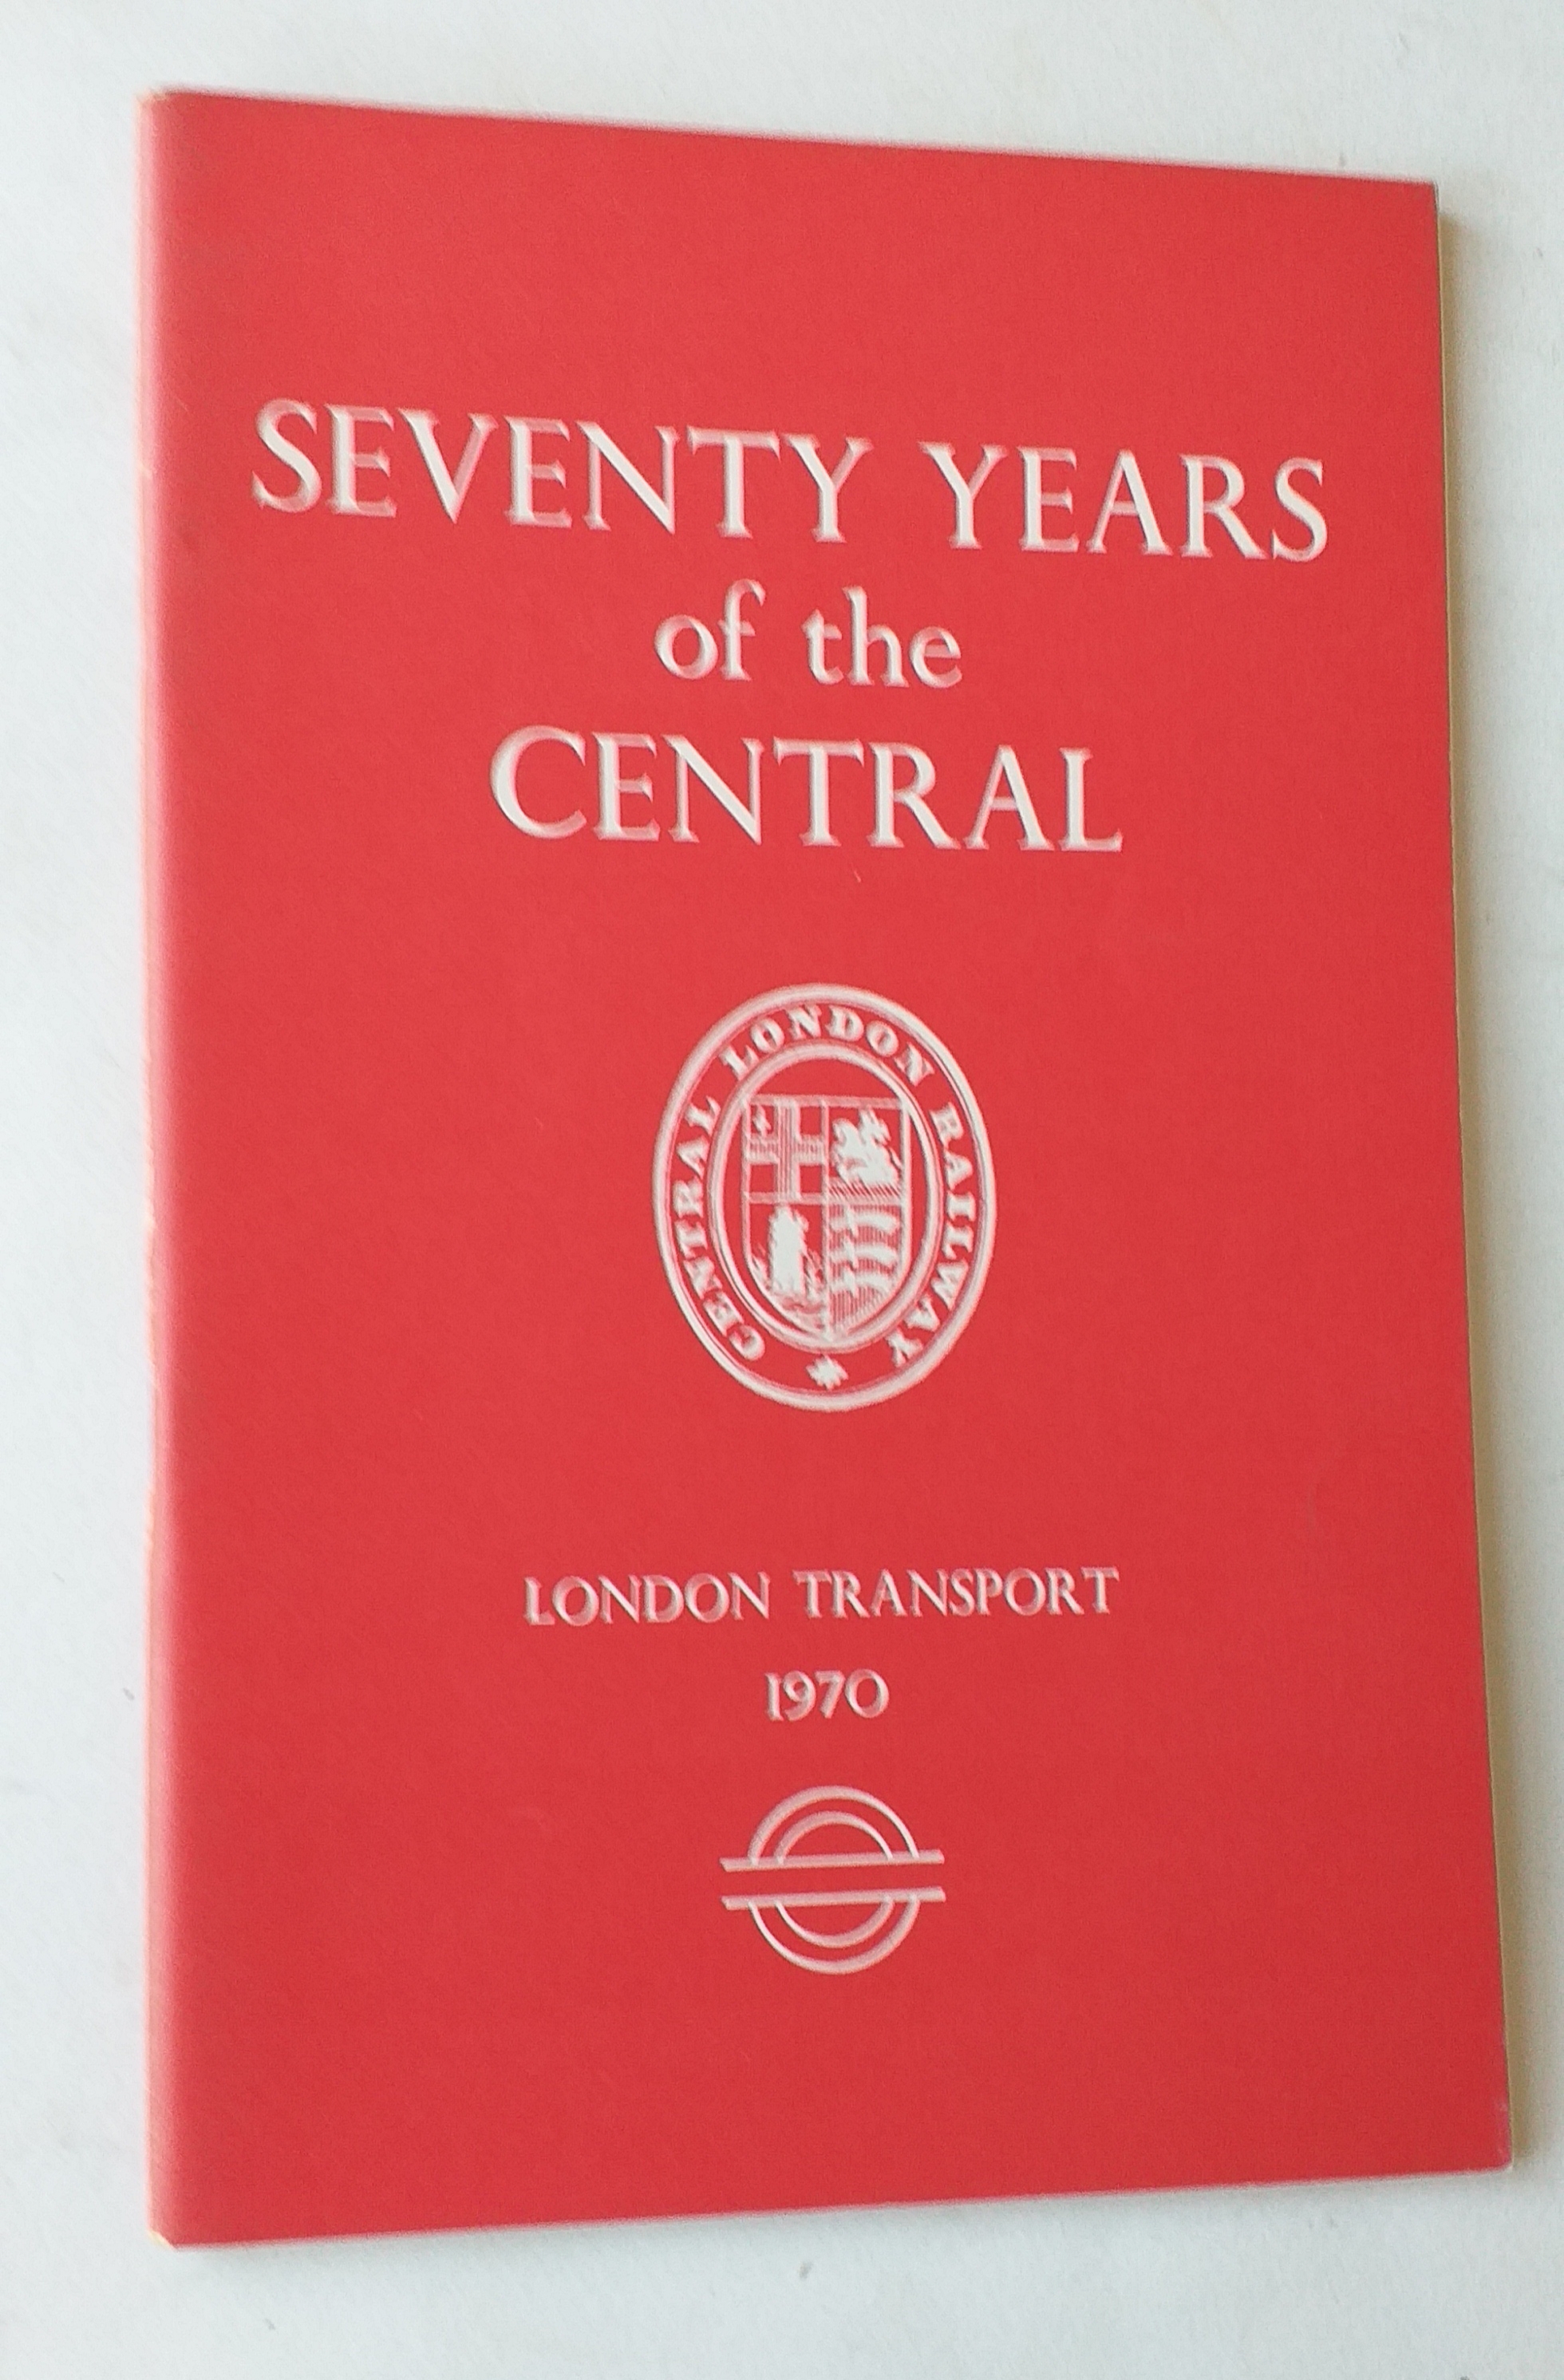 SEVENTY YEARS
of the
CENTRAL
CENTRAL LONDON RAILWAY
LONDON TRANSPORT
1970